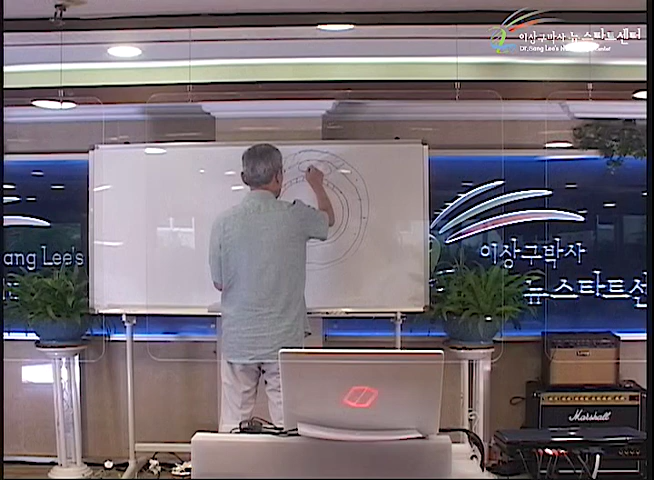 이상구박사 뉴스타트센터
Dr. Sang Lee's
ang Lee's
이상구박사
뉴스타트센
Marshall